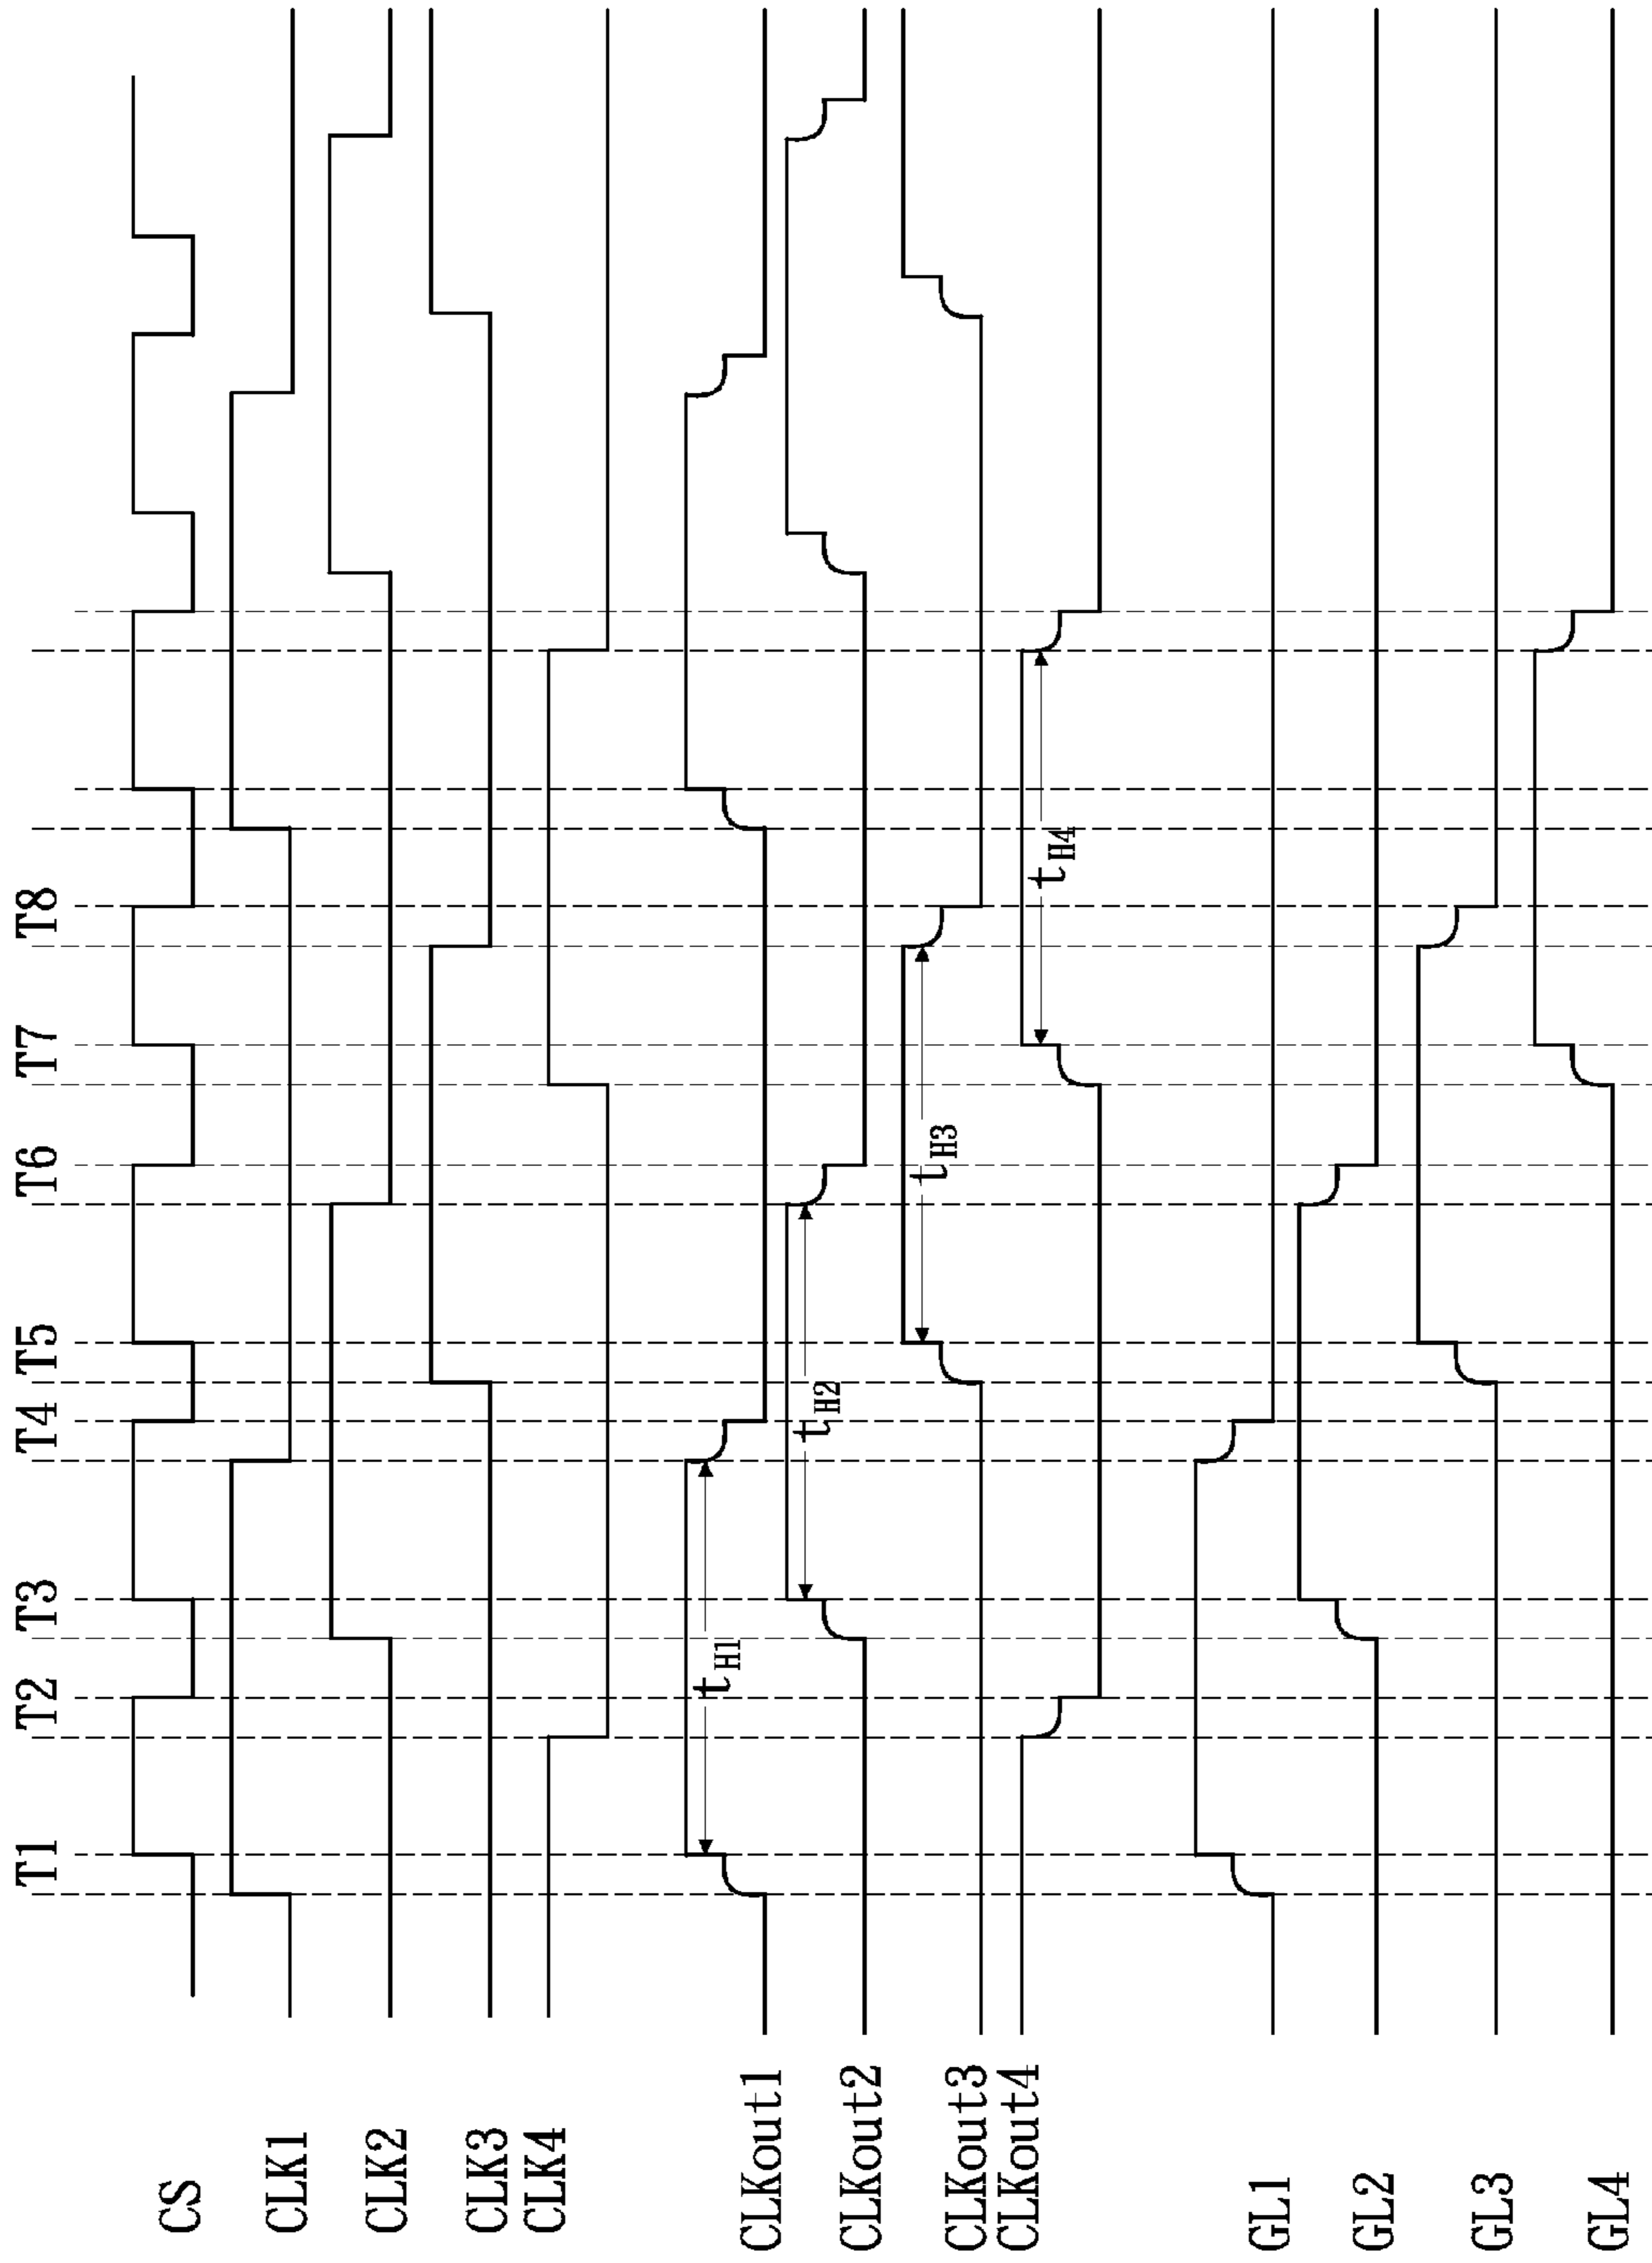 T1 T2 T3 T4 T5 T6 T7 T8
CS
CLK1
CLK2
CLK3
CLK4
CLKout1
tH1
CLKout2
tH2
CLKout3
tH3
CLKout4
tH4
GL1
GL2
GL3
GL4